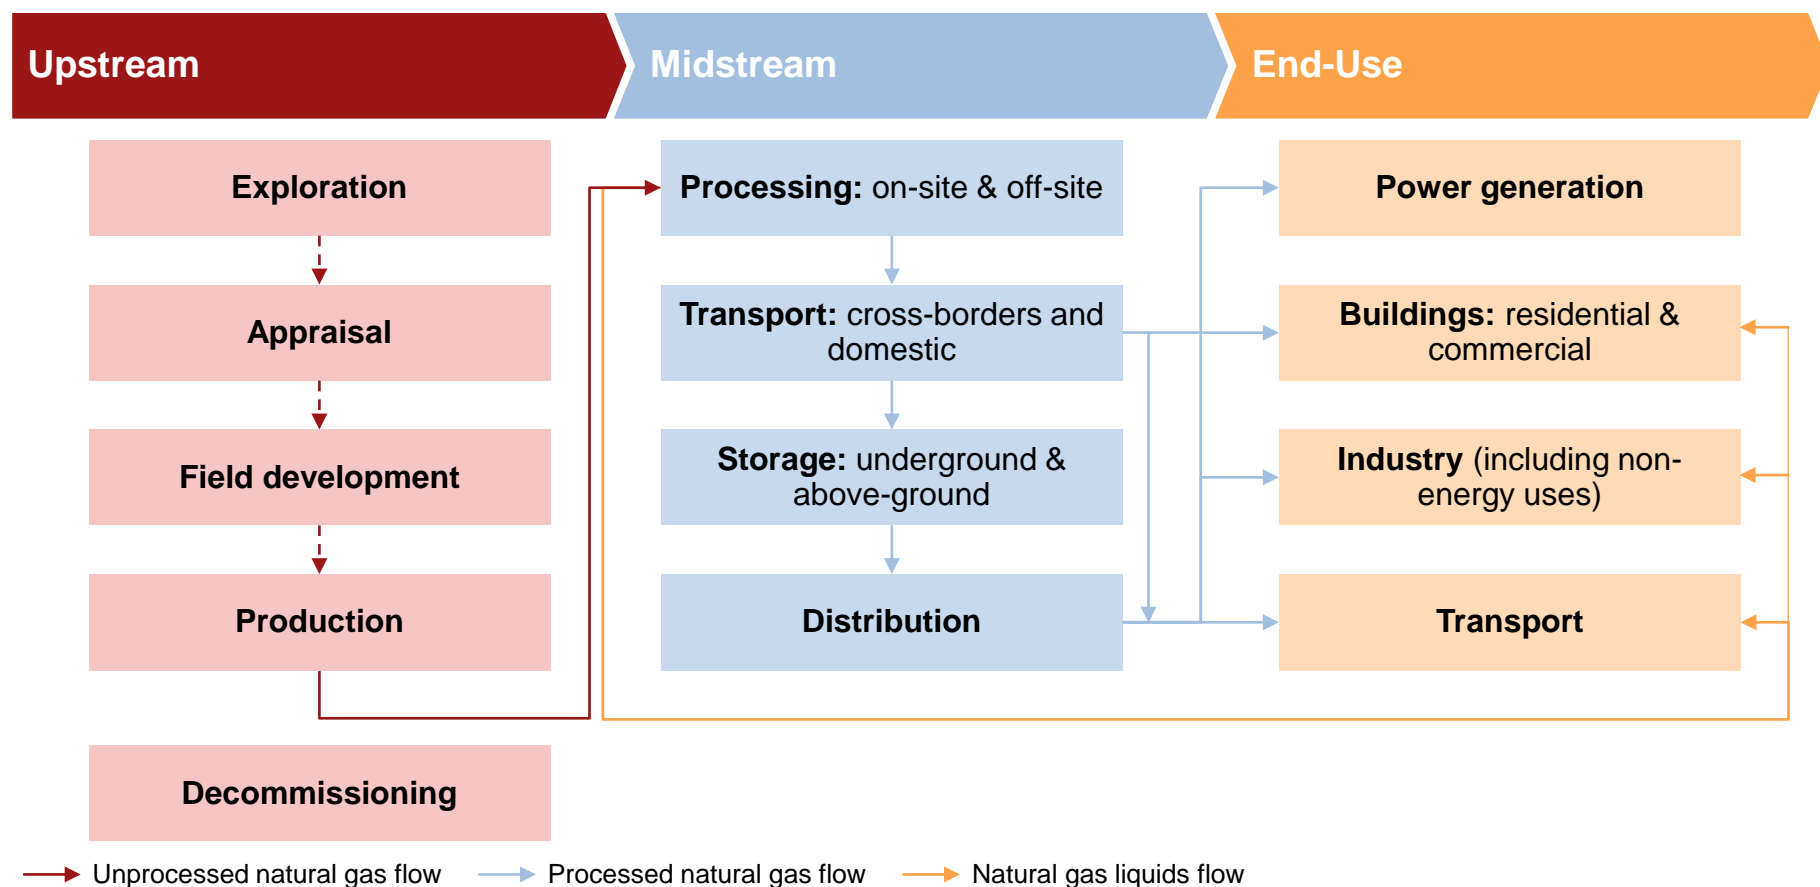 Upstream
Midstream
End-Use
Exploration
Appraisal
Field development
Production
Decommissioning
Processing: on-site & off-site
Transport: cross-borders and
domestic
Storage: underground &
above-ground
Distribution
Power generation
Buildings: residential &
commercial
Industry (including non-
energy uses)
Transport
Unprocessed natural gas flow
Processed natural gas flow
Natural gas liquids flow